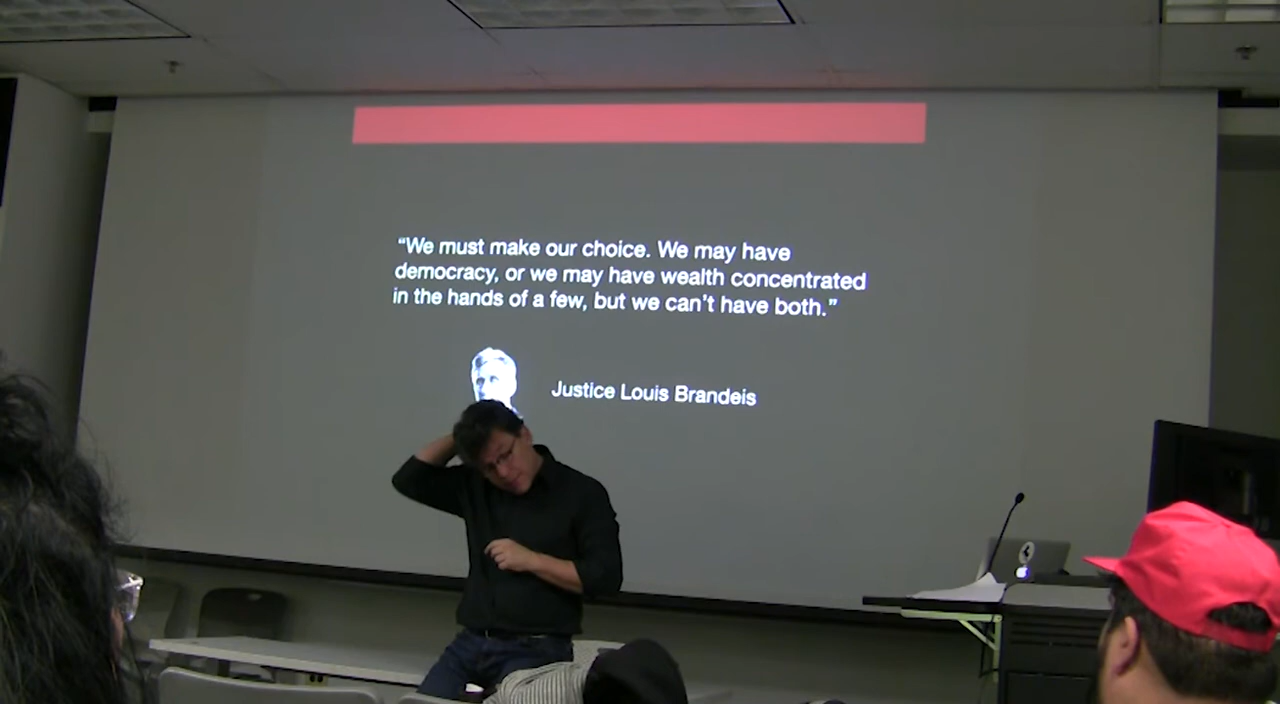 “We must make our choice. We may have
democracy, or we may have wealth concentrated
in the hands of a few, but we can’t have both.”
Justice Louis Brandeis